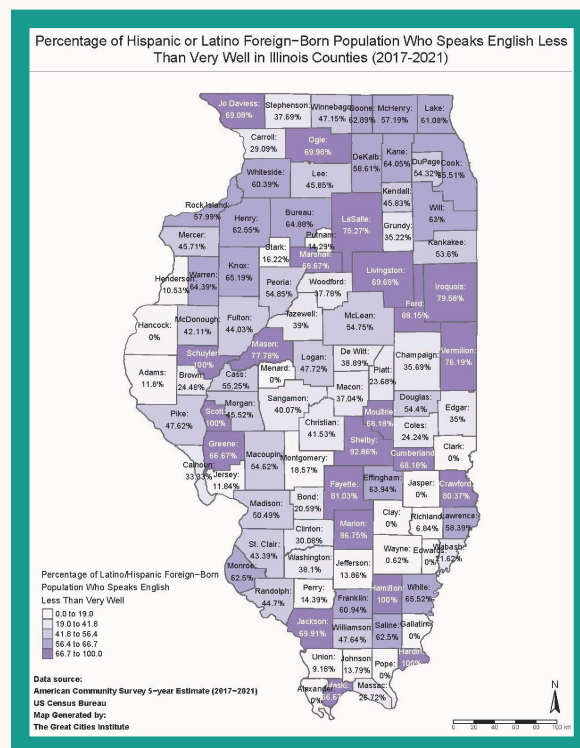 Percentage of Hispanic or Latino Foreign-Born Population Who Speaks English Less
Than Very Well in Illinois Counties (2017-2021)
Jo Daviess:
69.08%
Stephenson:
37.69%
Winnebago:
47.15%
Boone:
62.89%
McHenry:
57.19%
Lake:
61.08%
Carroll:
29.09%
Ogle:
69.98%
DeKalb:
58.61%
Kane:
64.05%
DuPage:
54.32%
Cook:
65.51%
Whiteside:
60.39%
Lee:
45.85%
Kendall:
45.83%
Will:
63%
Rock Island:
57.99%
Henry:
62.55%
Bureau:
64.88%
LaSalle:
75.27%
Grundy:
35.22%
Mercer:
45.71%
Putnam:
14.29%
Kankakee:
53.6%
Stark:
16.22%
Marshall:
68.67%
Henderson:
10.53%
Warren:
64.39%
Knox:
65.19%
Peoria:
54.85%
Woodford:
37.78%
Livingston:
69.68%
Iroquois:
79.58%
Ford:
88.15%
Hancock:
0%
McDonough:
42.11%
Fulton:
44.03%
Tazewell:
39%
McLean:
54.75%
Schuyler:
100%
Mason:
77.78%
Logan:
47.72%
De Witt:
38.89%
Piatt:
23.68%
Champaign:
35.69%
Vermilion:
76.19%
Adams:
11.8%
Brown:
24.48%
Cass:
55.25%
Menard:
0%
Macon:
37.04%
Douglas:
54.4%
Edgar:
35%
Pike:
47.62%
Scott:
100%
Morgan:
45.52%
Sangamon:
40.07%
Christian:
41.53%
Moultrie:
68.18%
Coles:
24.24%
Shelby:
92.86%
Cumberland:
68.18%
Clark:
0%
Greene:
66.67%
Macoupin:
54.62%
Montgomery:
18.57%
Calhoun:
33.33%
Jersey:
11.84%
Fayette:
81.03%
Effingham:
63.94%
Jasper:
0%
Crawford:
80.37%
Madison:
50.49%
Bond:
20.59%
Clay:
0%
Richland:
6.84%
Lawrence:
58.39%
Clinton:
30.08%
Marion:
86.75%
St. Clair:
43.39%
Washington:
38.1%
Jefferson:
13.86%
Wayne:
0.62%
Edwards:
0%
Wabash:
21.62%
Monroe:
62.5%
Randolph:
44.7%
Perry:
14.39%
Franklin:
60.94%
Hamilton:
100%
White:
65.52%
Jackson:
69.91%
Williamson:
47.64%
Saline:
62.5%
Gallatin:
0%
Hardin:
100%
Union:
9.18%
Johnson:
13.79%
Pope:
0%
Alexander:
0%
Massac:
26.72%
Percentage of Latino/Hispanic Foreign-Born
Population Who Speaks English
Less Than Very Well
0.0 to 19.0
19.0 to 41.8
41.8 to 56.4
56.4 to 66.7
66.7 to 100.0
Data source:
American Community Survey 5-year Estimate (2017-2021)
US Census Bureau
Map Generated by:
The Great Cities Institute
N
0 20 40 60 80 100 km